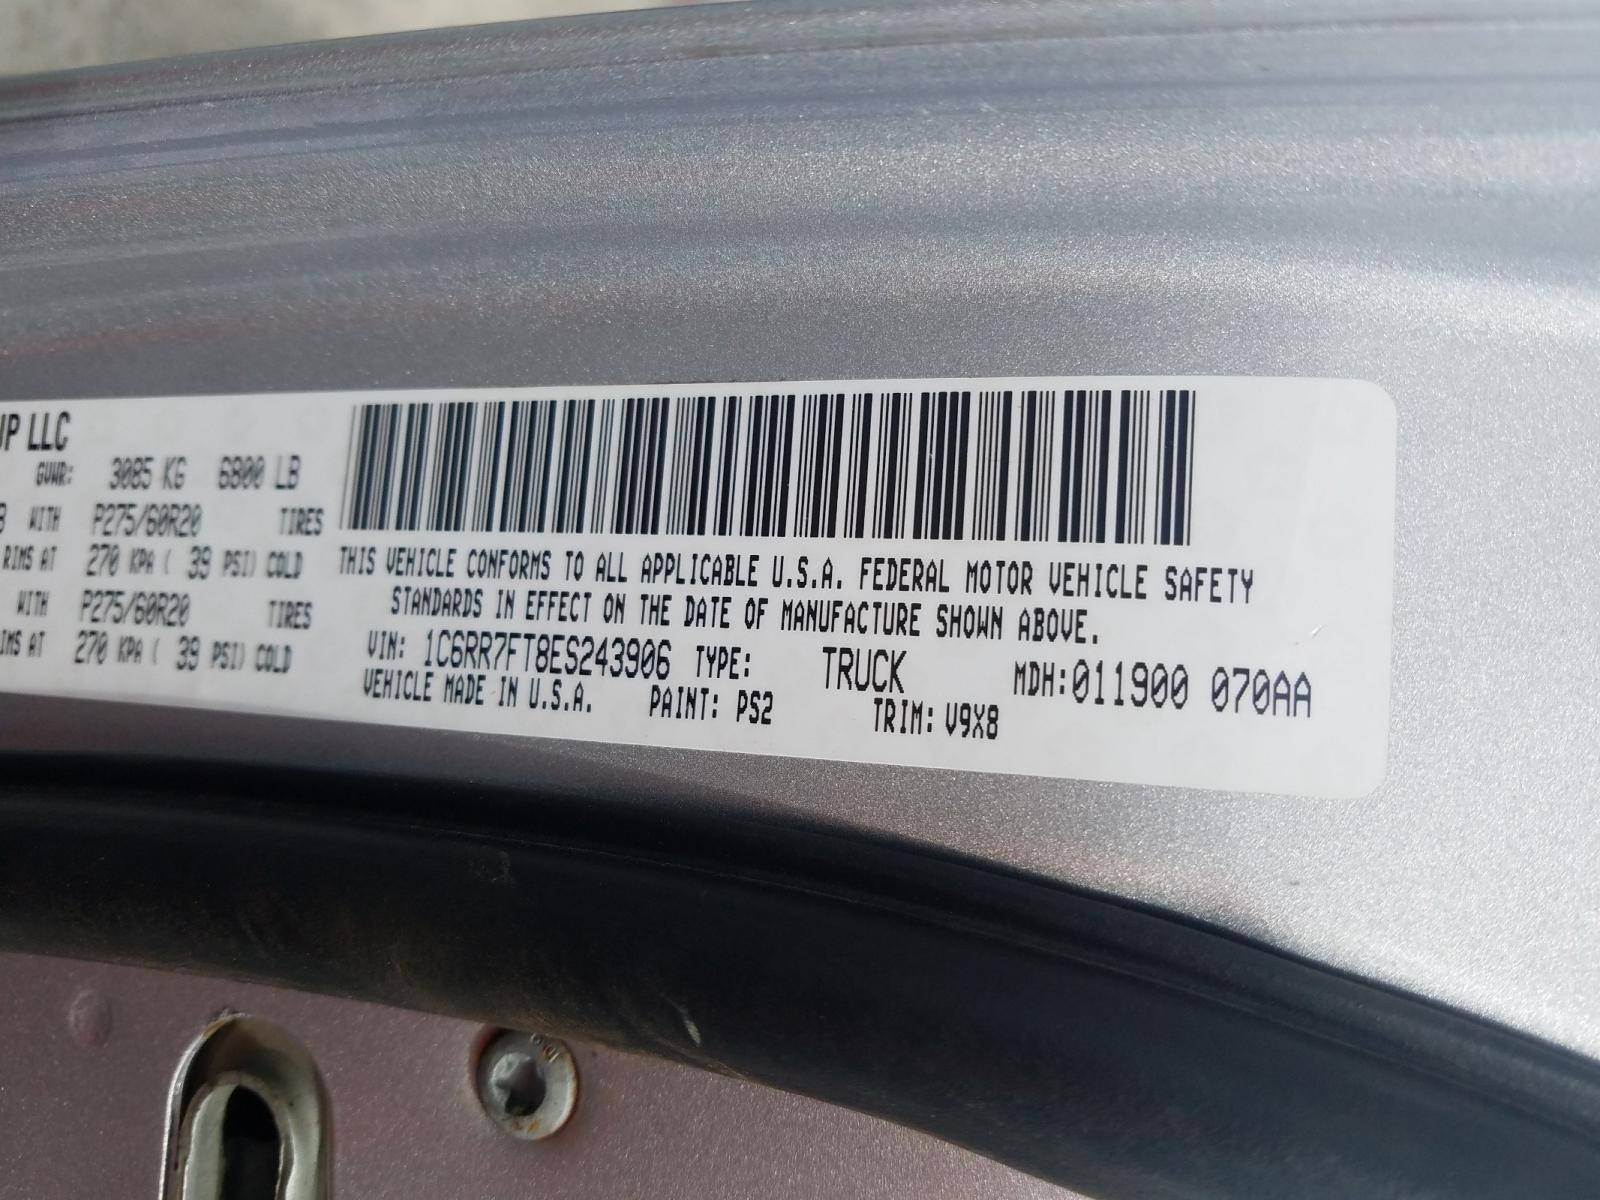 UP LLC
GVWR: 3085 KG 6800 LB
WITH P275/60R20 TIRES
RIMS AT 270 KPA ( 39 PSI) COLD
WITH P275/60R20 TIRES
IMS AT 270 KPA ( 39 PSI) COLD
THIS VEHICLE CONFORMS TO ALL APPLICABLE U.S.A. FEDERAL MOTOR VEHICLE SAFETY
STANDARDS IN EFFECT ON THE DATE OF MANUFACTURE SHOWN ABOVE.
VIN: 1C6RR7FT8ES243906 TYPE: TRUCK MDH:011900 070AA
VEHICLE MADE IN U.S.A. PAINT: PS2 TRIM: V9X8